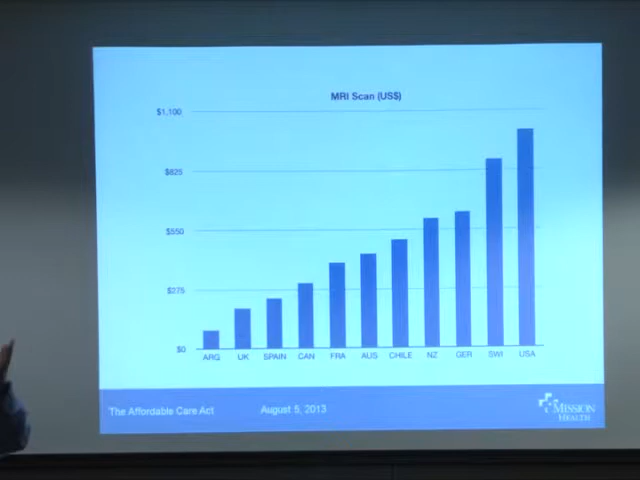 MRI Scan (US$)
$1,100
$825
$550
$275
$0
ARG UK SPAIN CAN FRA AUS CHILE NZ GER SWI USA
The Affordable Care Act August 5, 2013
MISSION
HEALTH